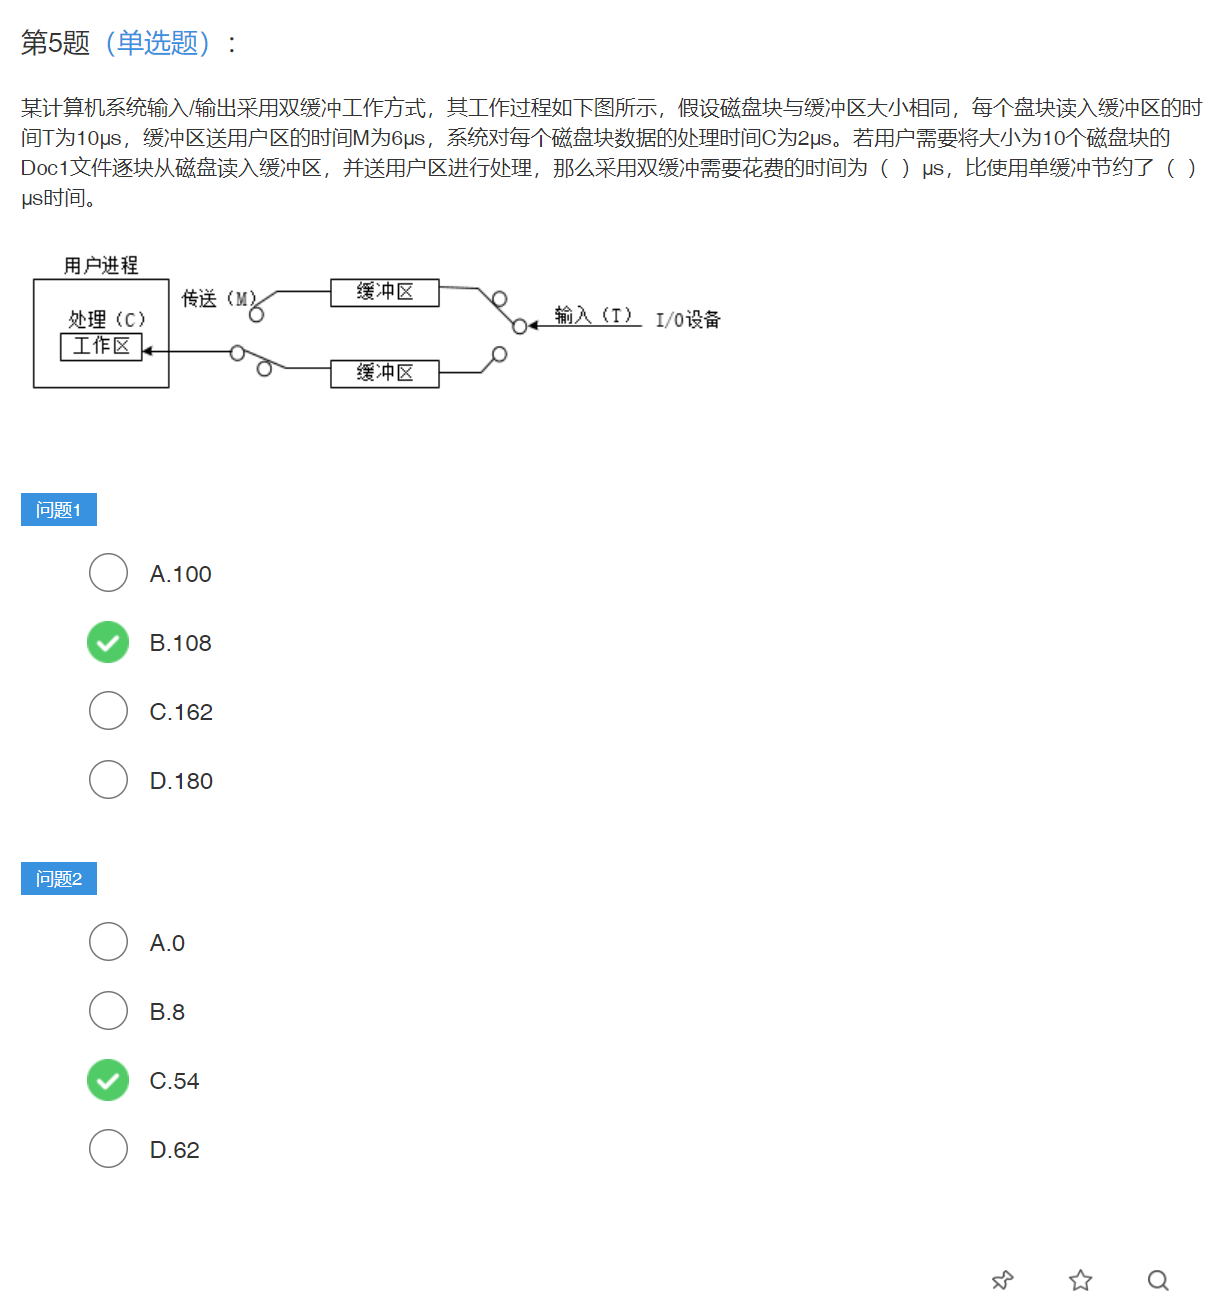 第5题（单选题）：
某计算机系统输入/输出采用双缓冲工作方式，其工作过程如下图所示，假设磁盘块与缓冲区大小相同，每个盘块读入缓冲区的时
间T为10μs，缓冲区送用户区的时间M为6μs，系统对每个磁盘块数据的处理时间C为2μs。若用户需要将大小为10个磁盘块的
Doc1文件逐块从磁盘读入缓冲区，并送用户区进行处理，那么采用双缓冲需要花费的时间为（ ）μs，比使用单缓冲节约了（ ）
μs时间。
用户进程
传送（M）
缓冲区
处理（C）
输入（T）
I/O设备
工作区
缓冲区
问题1
A.100
B.108
C.162
D.180
问题2
A.0
B.8
C.54
D.62